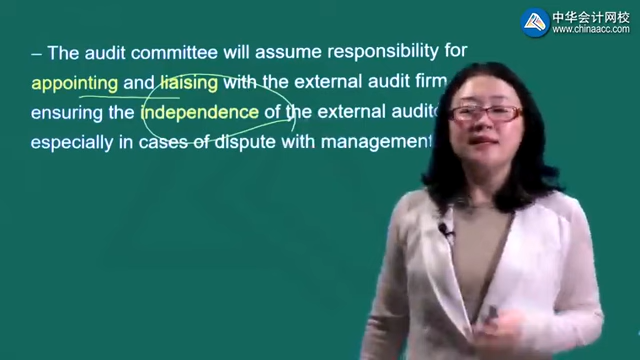 中华会计网校
www.chinaacc.com
– The audit committee will assume responsibility for
appointing and liaising with the external audit firm
ensuring the independence of the external
especially in cases of dispute with management